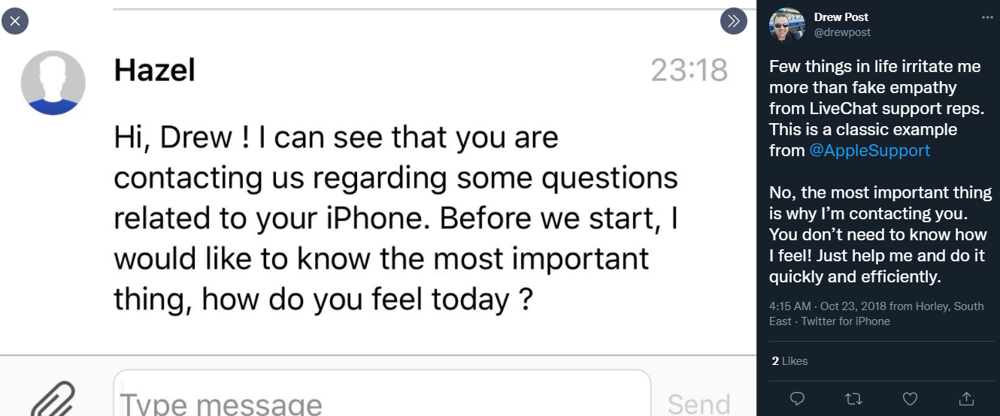 Hazel
23:18
Hi, Drew ! I can see that you are
contacting us regarding some questions
related to your iPhone. Before we start, I
would like to know the most important
thing, how do you feel today ?
Type message
Send
Drew Post
@drewpost
Few things in life irritate me
more than fake empathy
from LiveChat support reps.
This is a classic example
from @AppleSupport
No, the most important thing
is why I’m contacting you.
You don’t need to know how
I feel! Just help me and do it
quickly and efficiently.
4:15 AM · Oct 23, 2018 from Horley, South
East · Twitter for iPhone
2 Likes